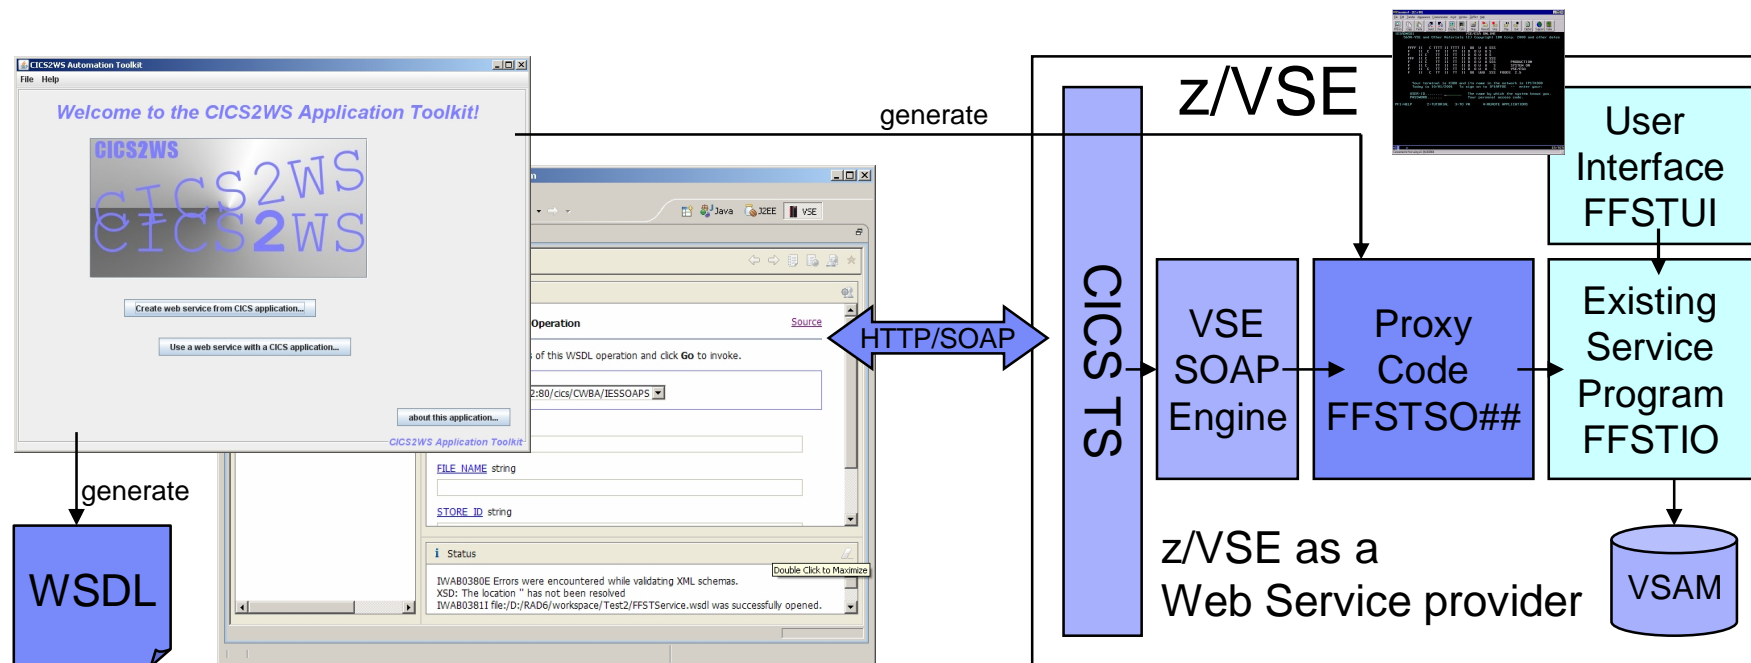 CICS2WS Automation Toolkit
File Help
Welcome to the CICS2WS Application Toolkit!
CICS2WS
CICS2WS
CICS2WS
Create web service from CICS application...
Use a web service with a CICS application...
about this application...
CICS2WS Application Toolkit
generate
WSDL
generate
Java
J2EE
VSE
Operation
Source
of this WSDL operation and click Go to invoke.
2:80/cics/CWBA/IESSOAPS
FILE_NAME string
STORE_ID string
i Status
Double Click to Maximize
IWAB0380E Errors were encountered while validating XML schemas.
XSD: The location '' has not been resolved
IWAB0381I file:/D:/RAD6/workspace/Test2/FFSTService.wsdl was successfully opened.
HTTP/SOAP
z/VSE
CICS TS
VSE
SOAP
Engine
Proxy
Code
FFSTSO##
User
Interface
FFSTUI
Existing
Service
Program
FFSTIO
VSAM
z/VSE as a
Web Service provider